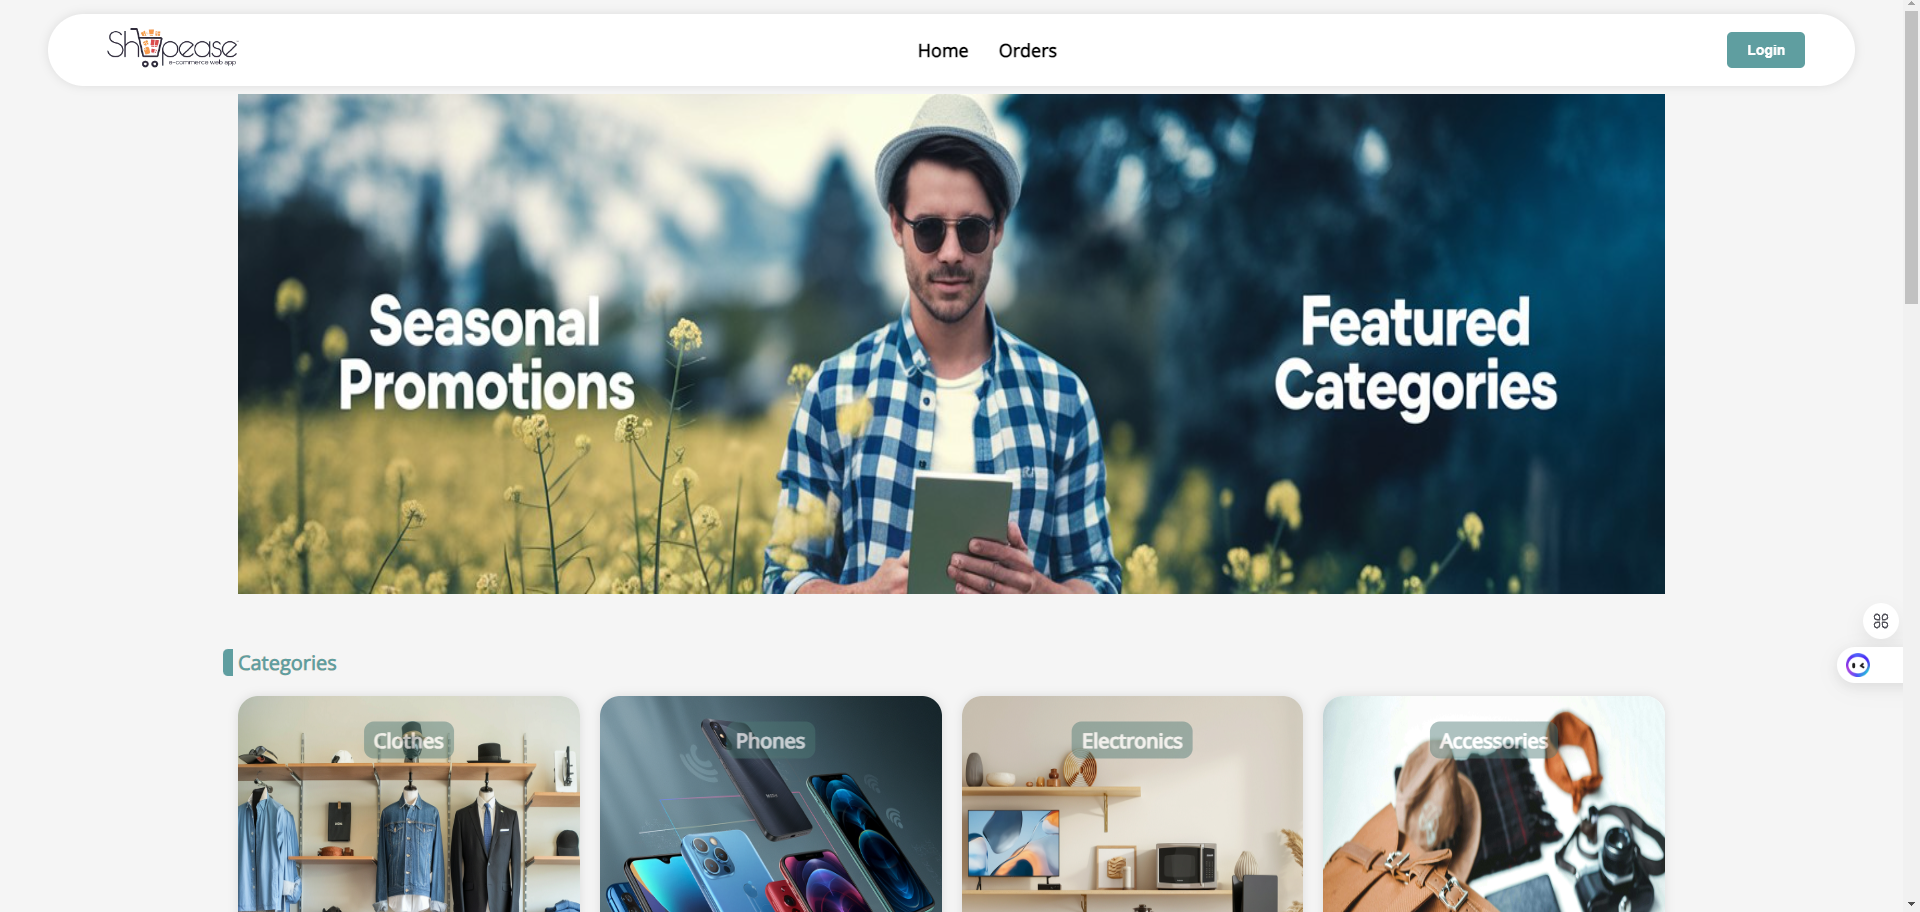 Shopease
e-commerce web app
Home
Orders
Login
Seasonal
Promotions
Featured
Categories
Categories
Clothes
Phones
Electronics
Accessories